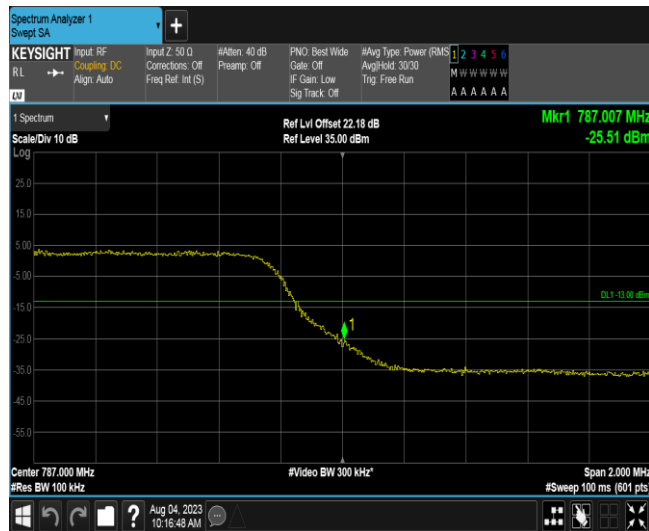 Spectrum Analyzer 1
Swept SA
+
KEYSIGHT
RL
LXI
Input: RF
Coupling: DC
Align: Auto
Input Z: 50 Ω
Corrections: Off
Freq Ref: Int (S)
#Atten: 40 dB
Preamp: Off
PNO: Best Wide
Gate: Off
IF Gain: Low
Sig Track: Off
#Avg Type: Power (RMS
Avg|Hold: 30/30
Trig: Free Run
1 2 3 4 5 6
M W W W W W
A A A A A A
1 Spectrum
Scale/Div 10 dB
Ref Lvl Offset 22.18 dB
Ref Level 35.00 dBm
Mkr1 787.007 MHz
-25.51 dBm
Log
25.0
15.0
5.00
-5.00
-15.0
-25.0
-35.0
-45.0
-55.0
DL1 -13.00 dBm
1
Center 787.000 MHz
#Res BW 100 kHz
#Video BW 300 kHz*
Span 2.000 MHz
#Sweep 100 ms (601 pts)
?
Aug 04, 2023
10:16:48 AM